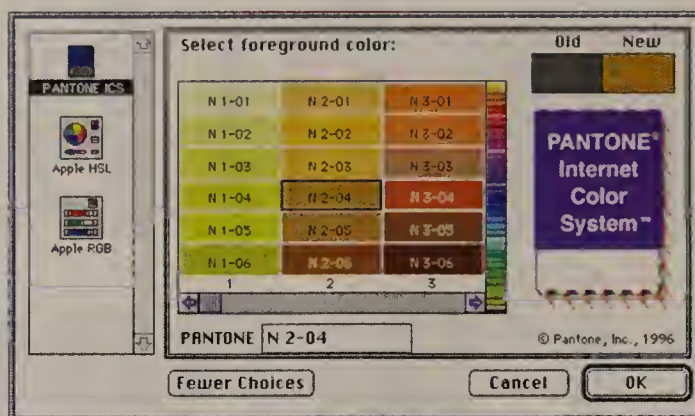 Select foreground color:
Old New
PANTONE ICS
Apple HSL
Apple RGB
N 1-01 N 2-01 N 3-01
N 1-02 N 2-02 N 3-02
N 1-03 N 2-03 N 3-03
N 1-04 N 2-04 N 3-04
N 1-05 N 2-05 N 3-05
N 1-06 N 2-06 N 3-06
1 2 3
PANTONE N 2-04
PANTONE®
Internet
Color
System™
© Pantone, Inc., 1996
Fewer Choices
Cancel
OK